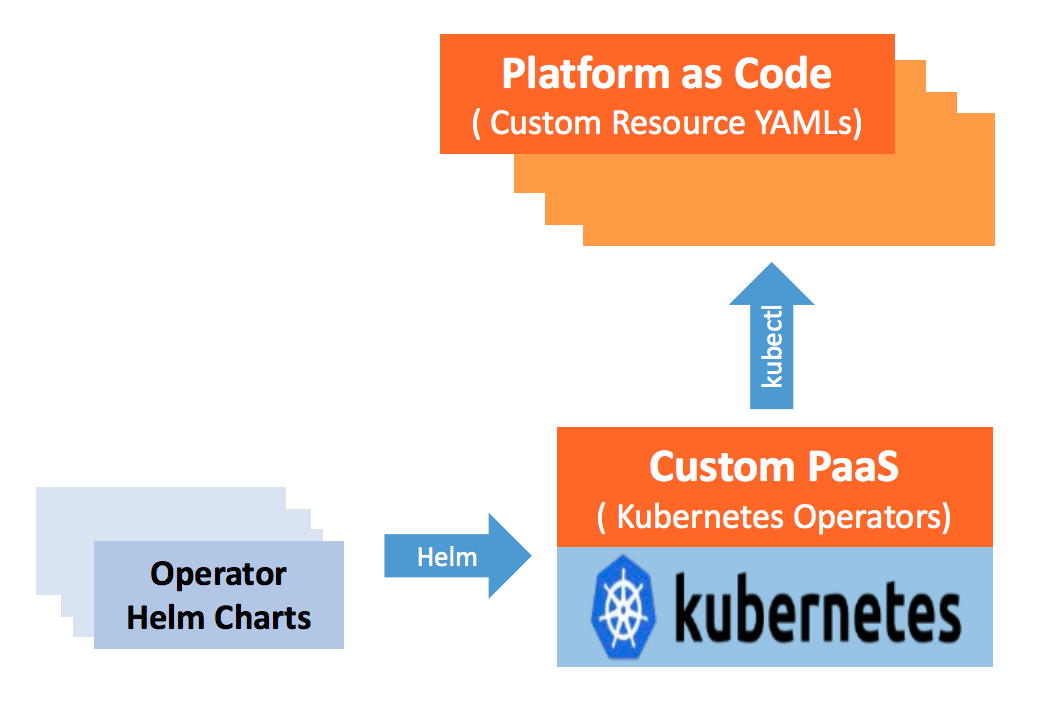 Platform as Code
( Custom Resource YAMLs)
kubectl
Custom PaaS
( Kubernetes Operators)
Operator
Helm Charts
Helm
kubernetes